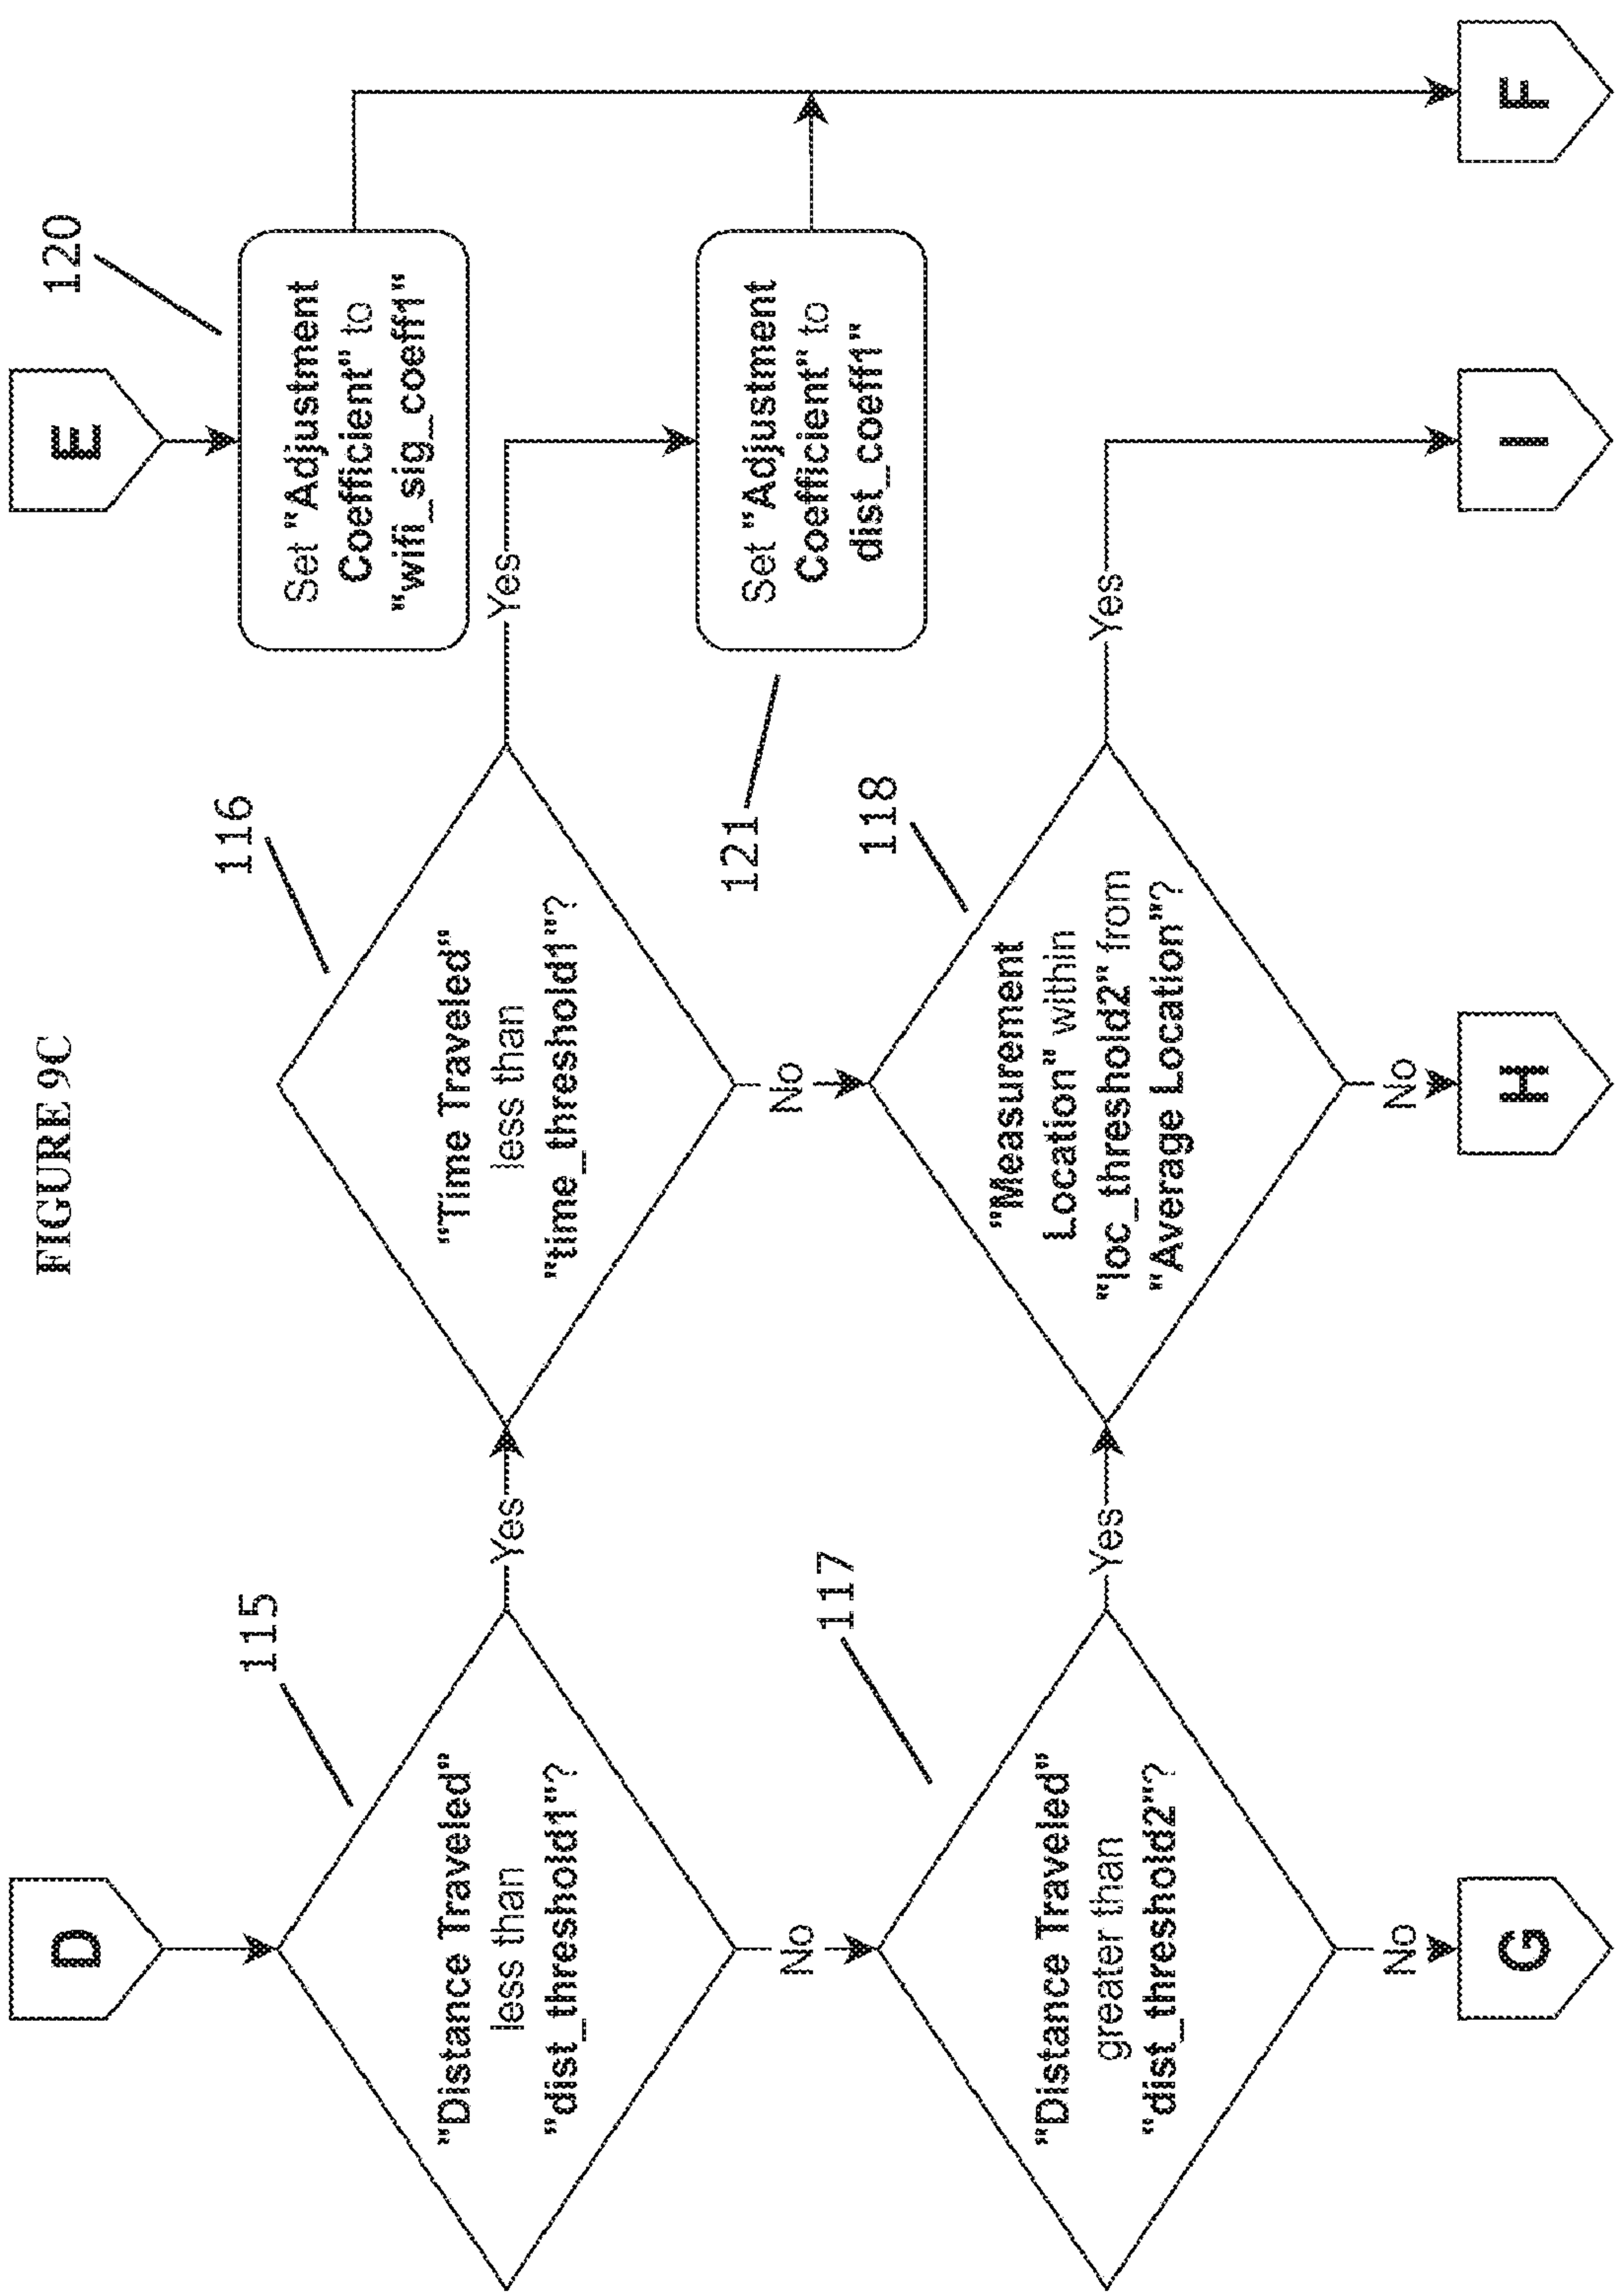 FIGURE 9C
D
E
115
"Distance Traveled"
less than
"dist_threshold1"?
Yes
No
116
"Time Traveled"
less than
"time_threshold1"?
Yes
No
120
Set "Adjustment
Coefficient" to
"wifi_sig_coeff1"
121
Set "Adjustment
Coefficient" to
dist_coeff1"
117
"Distance Traveled"
greater than
"dist_threshold2"?
Yes
No
118
"Measurement
Location" within
"loc_threshold2" from
"Average Location"?
Yes
No
G
H
I
F